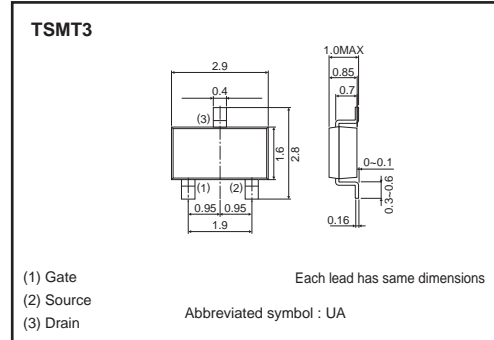 TSMT3
1.0MAX
2.9
0.85
0.4
0.7
(3)
1.6
2.8
0~0.1
(1)
(2)
0.3~0.6
0.95
0.95
0.16
1.9
(1) Gate
Each lead has same dimensions
(2) Source
Abbreviated symbol : UA
(3) Drain